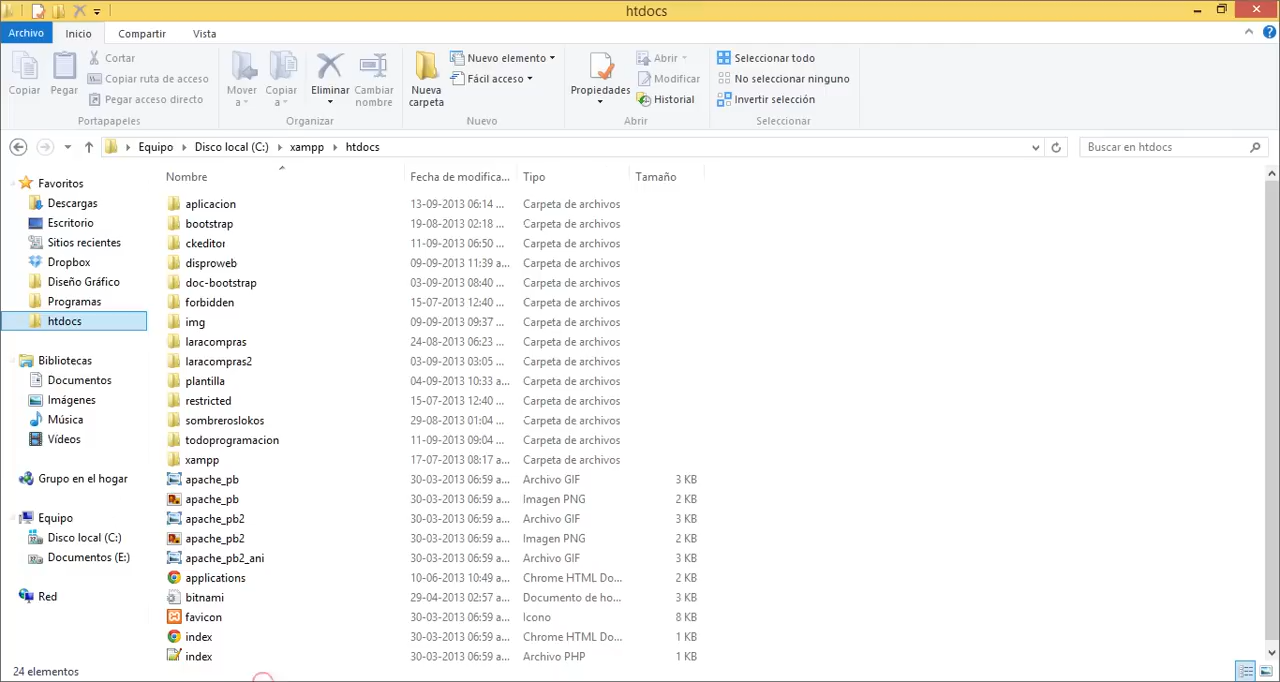 htdocs
Archivo Inicio Compartir Vista
Copiar
Pegar
Cortar
Copiar ruta de acceso
Pegar acceso directo
Portapapeles
Mover a
Copiar a
Eliminar
Cambiar nombre
Organizar
Nueva carpeta
Nuevo elemento
Fácil acceso
Nuevo
Propiedades
Abrir
Modificar
Historial
Abrir
Seleccionar todo
No seleccionar ninguno
Invertir selección
Seleccionar
Equipo Disco local (C:) xampp htdocs
Buscar en htdocs
Favoritos
Descargas
Escritorio
Sitios recientes
Dropbox
Diseño Gráfico
Programas
htdocs
Bibliotecas
Documentos
Imágenes
Música
Vídeos
Grupo en el hogar
Equipo
Disco local (C:)
Documentos (E:)
Red
Nombre Fecha de modifica... Tipo Tamaño
aplicacion 13-09-2013 06:14 ... Carpeta de archivos
bootstrap 19-08-2013 02:18 ... Carpeta de archivos
ckeditor 11-09-2013 06:50 ... Carpeta de archivos
disproweb 09-09-2013 11:39 a... Carpeta de archivos
doc-bootstrap 03-09-2013 08:40 ... Carpeta de archivos
forbidden 15-07-2013 12:40 ... Carpeta de archivos
img 09-09-2013 09:37 ... Carpeta de archivos
laracompras 24-08-2013 06:23 ... Carpeta de archivos
laracompras2 03-09-2013 03:05 ... Carpeta de archivos
plantilla 04-09-2013 10:33 a... Carpeta de archivos
restricted 15-07-2013 12:40 ... Carpeta de archivos
sombreroslokos 29-08-2013 01:04 ... Carpeta de archivos
todoprogramacion 11-09-2013 09:04 ... Carpeta de archivos
xampp 17-07-2013 08:17 a... Carpeta de archivos
apache_pb 30-03-2013 06:59 a... Archivo GIF 3 KB
apache_pb 30-03-2013 06:59 a... Imagen PNG 2 KB
apache_pb2 30-03-2013 06:59 a... Archivo GIF 3 KB
apache_pb2 30-03-2013 06:59 a... Imagen PNG 2 KB
apache_pb2_ani 30-03-2013 06:59 a... Archivo GIF 3 KB
applications 10-06-2013 10:49 a... Chrome HTML Do... 2 KB
bitnami 29-04-2013 02:57 a... Documento de ho... 3 KB
favicon 30-03-2013 06:59 a... Icono 8 KB
index 30-03-2013 06:59 a... Chrome HTML Do... 1 KB
index 30-03-2013 06:59 a... Archivo PHP 1 KB
24 elementos